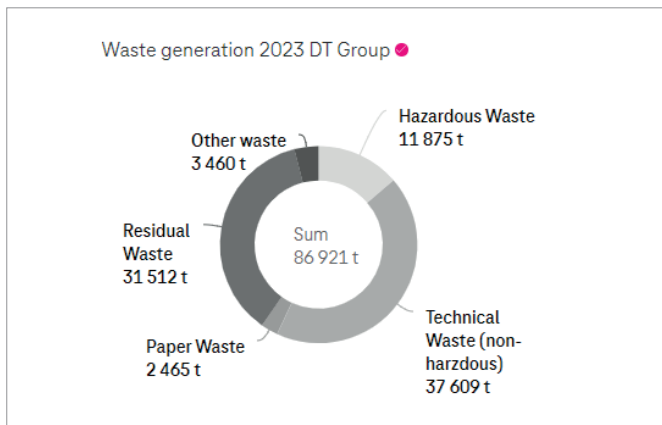 Waste generation 2023 DT Group
Hazardous Waste
11 875 t
Other waste
3 460 t
Residual
Waste
31 512 t
Sum
86 921 t
Technical
Waste (non-
harzdous)
37 609 t
Paper Waste
2 465 t